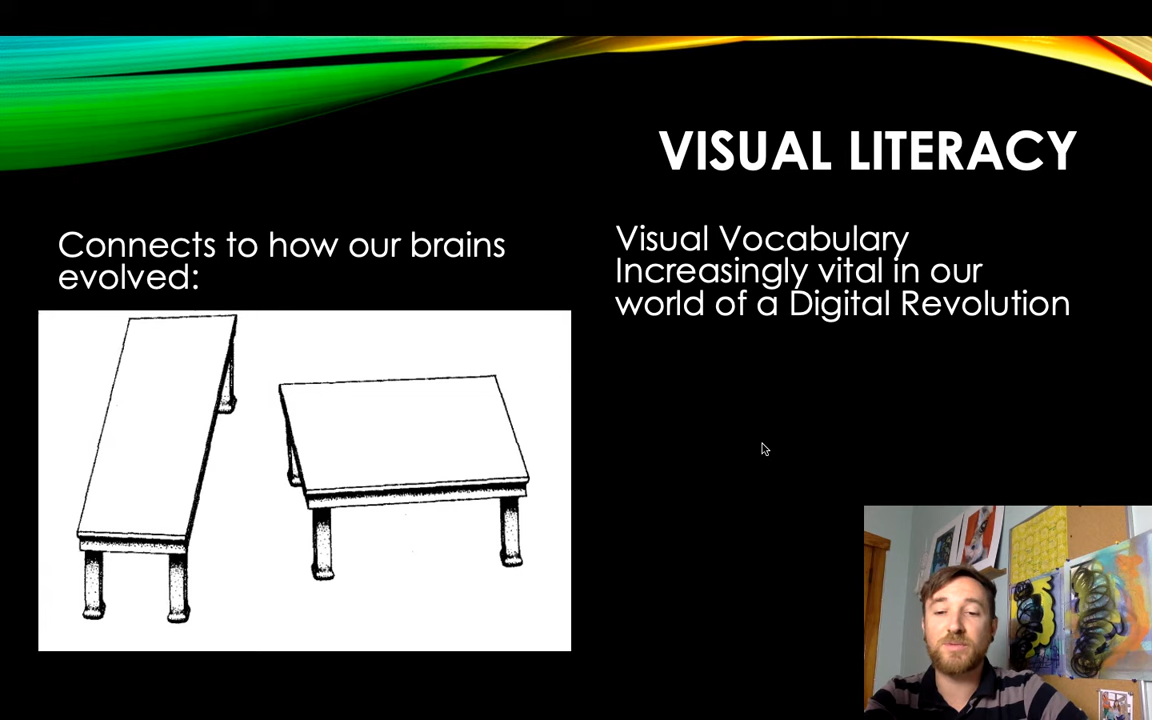 VISUAL LITERACY
Connects to how our brains
evolved:
Visual Vocabulary
Increasingly vital in our
world of a Digital Revolution